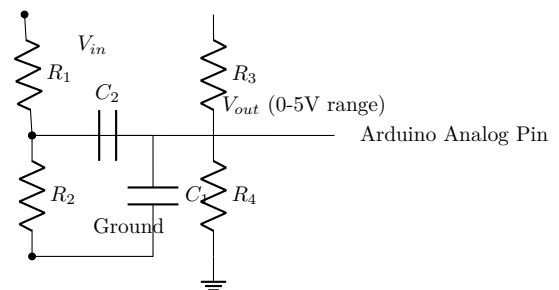 V_in
R_1
R_3
C_2
V_out (0-5V range)
Arduino Analog Pin
R_2
C_1
R_4
Ground